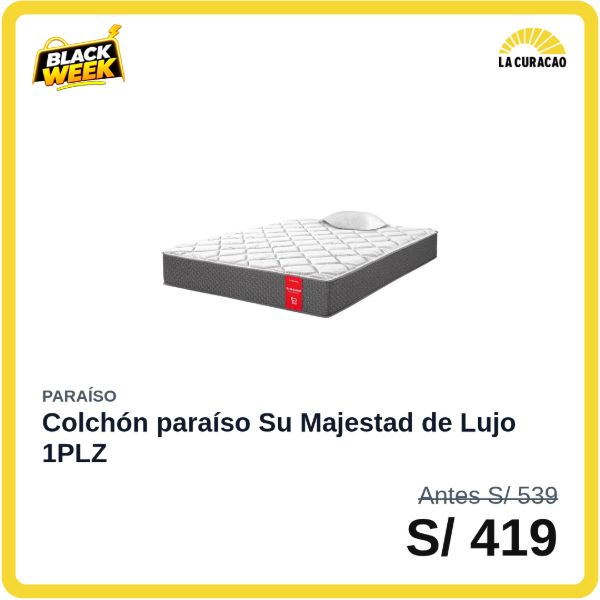 BLACK
WEEK
LA CURACAO
PARAÍSO
Colchón paraíso Su Majestad de Lujo
1PLZ
Antes S/ 539
S/ 419